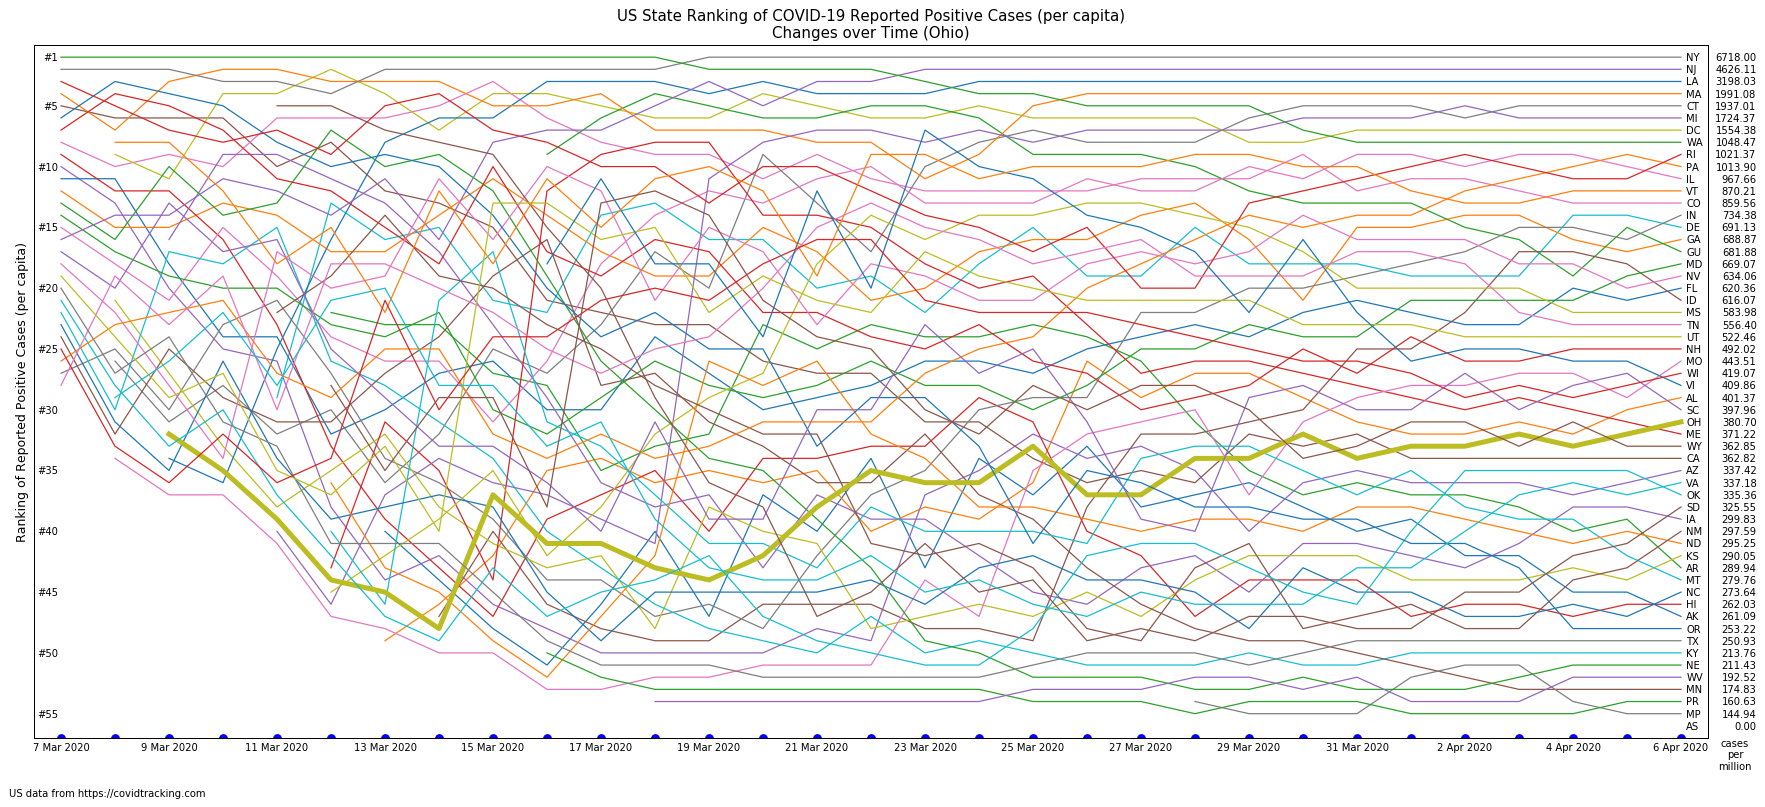 US State Ranking of COVID-19 Reported Positive Cases (per capita)
Changes over Time (Ohio)
Ranking of Reported Positive Cases (per capita)
#1
#5
#10
#15
#20
#25
#30
#35
#40
#45
#50
#55
NY 6718.00
NJ 4626.11
LA 3198.03
MA 1991.08
CT 1937.01
MI 1724.37
DC 1554.38
WA 1048.47
RI 1021.37
PA 1013.90
IL 967.66
VT 870.21
CO 859.56
IN 734.38
DE 691.13
GA 688.87
GU 681.88
MD 669.07
NV 634.06
FL 620.36
ID 616.07
MS 583.98
TN 556.40
UT 522.46
NH 492.02
MO 443.51
WI 419.07
VI 409.86
AL 401.37
SC 397.96
OH 380.70
ME 371.22
WY 362.85
CA 362.82
AZ 337.42
VA 337.18
OK 335.36
SD 325.55
IA 299.83
NM 297.59
ND 295.25
KS 290.05
AR 289.94
MT 279.76
NC 273.64
HI 262.03
AK 261.09
OR 253.22
TX 250.93
KY 213.76
NE 211.43
WV 192.52
MN 174.83
PR 160.63
MP 144.94
AS 0.00
7 Mar 2020 9 Mar 2020 11 Mar 2020 13 Mar 2020 15 Mar 2020 17 Mar 2020 19 Mar 2020 21 Mar 2020 23 Mar 2020 25 Mar 2020 27 Mar 2020 29 Mar 2020 31 Mar 2020 2 Apr 2020 4 Apr 2020 6 Apr 2020
cases
per
million
US data from https://covidtracking.com